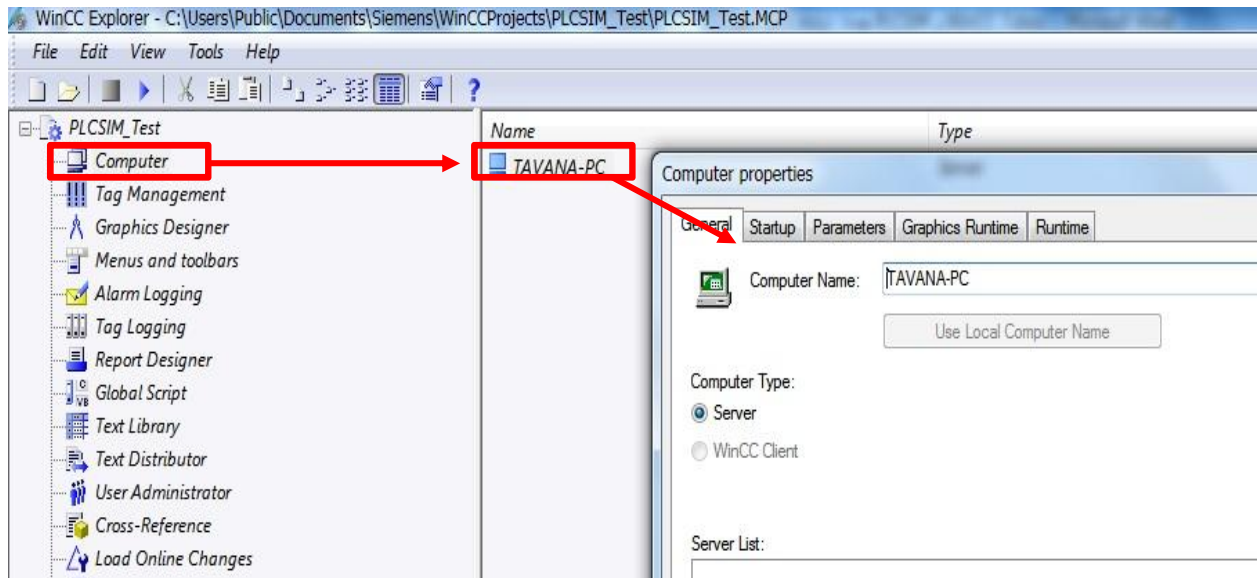 WinCC Explorer - C:\Users\Public\Documents\Siemens\WinCCProjects\PLCSIM_Test\PLCSIM_Test.MCP
File Edit View Tools Help
PLCSIM_Test
Computer
Tag Management
Graphics Designer
Menus and toolbars
Alarm Logging
Tag Logging
Report Designer
Global Script
Text Library
Text Distributor
User Administrator
Cross-Reference
Load Online Changes
Name Type
TAVANA-PC
Computer properties
General Startup Parameters Graphics Runtime Runtime
Computer Name: TAVANA-PC
Use Local Computer Name
Computer Type:
Server
WinCC Client
Server List: